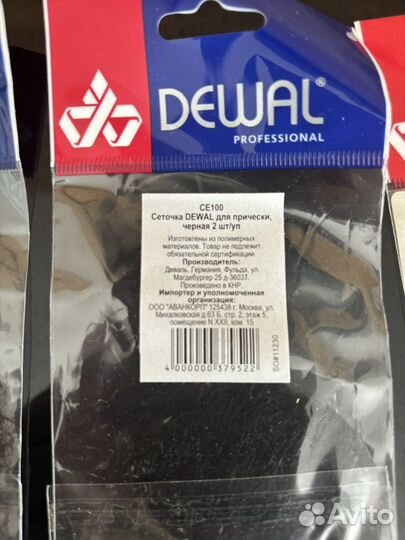 DEWAL®
PROFESSIONAL
CE100
Сеточка DEWAL для прически,
черная 2 шт/уп
Изготовлены из полимерных
материалов. Товар не подлежит
обязательной сертификации.
Производитель:
Деваль. Германия, Фульда, ул.
Магдебургер 25 д-36037.
Произведено в КНР.
Импортер и уполномоченная
организация:
ООО "АВАНКОРП" 125438 г. Москва, ул.
Михалковская д.63 Б, стр. 2, этаж 5,
помещение N XXII, ком. 15
4 000000 379522
SO#11230
Avito